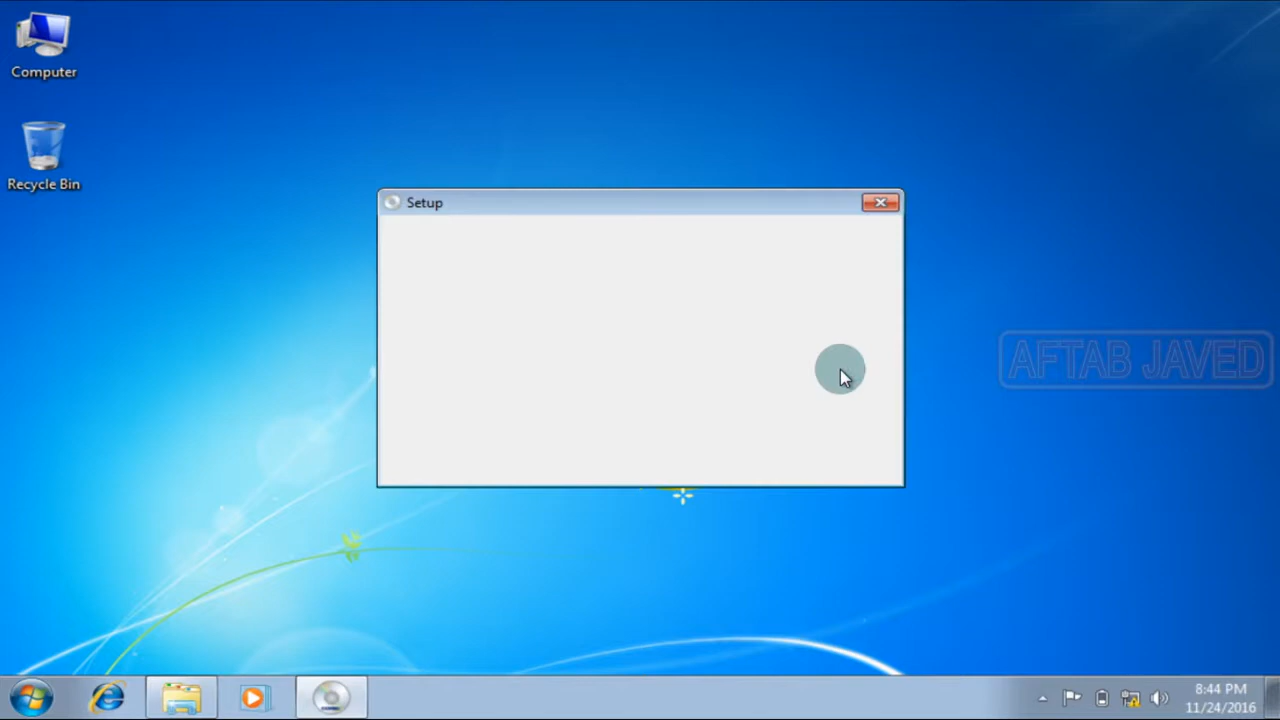 Computer
Recycle Bin
Setup
AFTAB JAVED
8:44 PM
11/24/2016